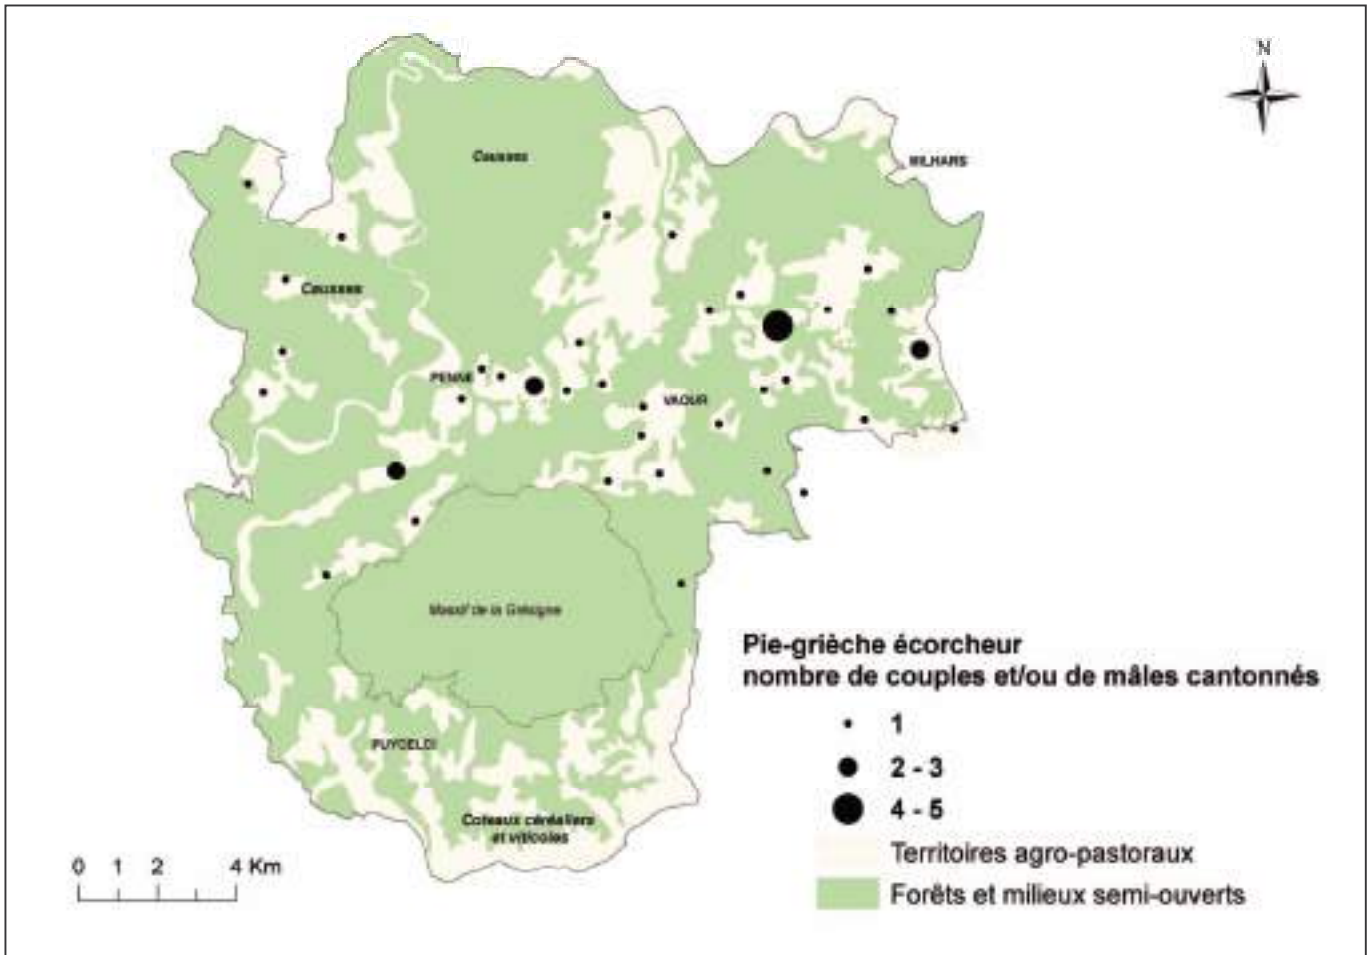 N
Causses
MILHARS
Causses
PENNE
VAOUR
Massif de la Grésigne
PUYCELCI
Coteaux céréaliers
et viticoles
Pie-grièche écorcheur
nombre de couples et/ou de mâles cantonnés
1
2 - 3
4 - 5
Territoires agro-pastoraux
Forêts et milieux semi-ouverts
0 1 2 4 Km